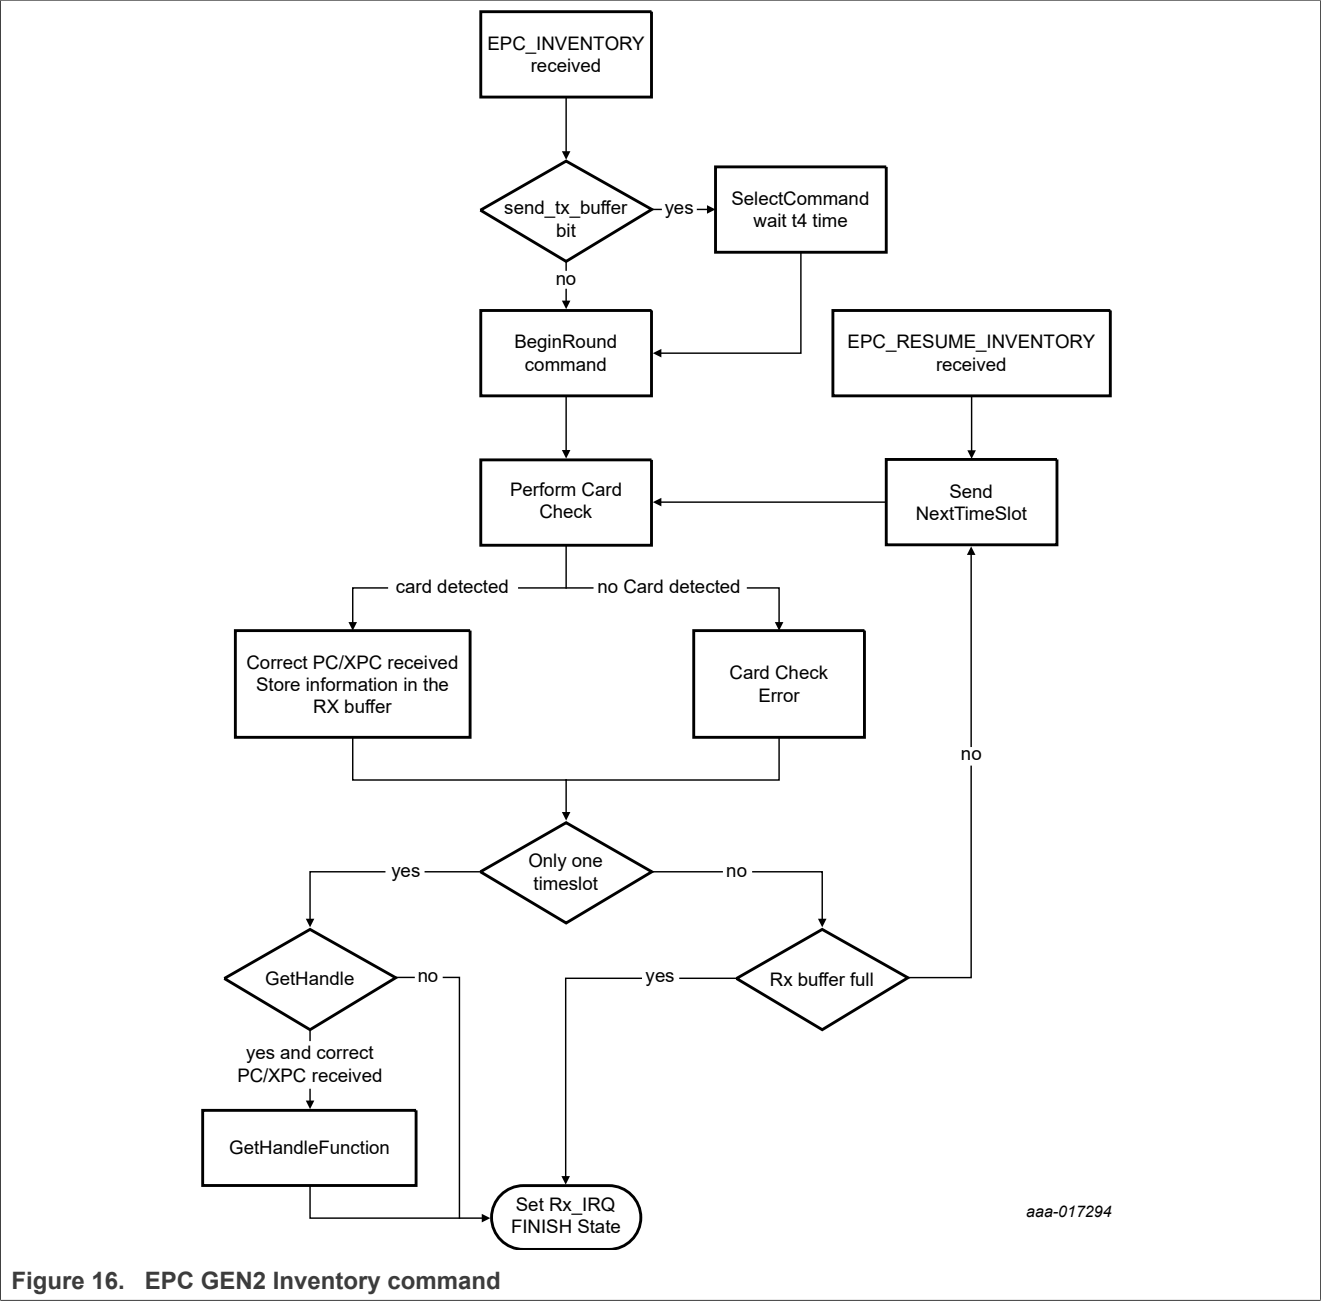 EPC_INVENTORY
received
send_tx_buffer
bit
yes
SelectCommand
wait t4 time
no
BeginRound
command
EPC_RESUME_INVENTORY
received
Perform Card
Check
Send
NextTimeSlot
card detected
no Card detected
Correct PC/XPC received
Store information in the
RX buffer
Card Check
Error
no
Only one
timeslot
yes
no
GetHandle
no
yes
Rx buffer full
yes and correct
PC/XPC received
GetHandleFunction
Set Rx_IRQ
FINISH State
aaa-017294
Figure 16. EPC GEN2 Inventory command